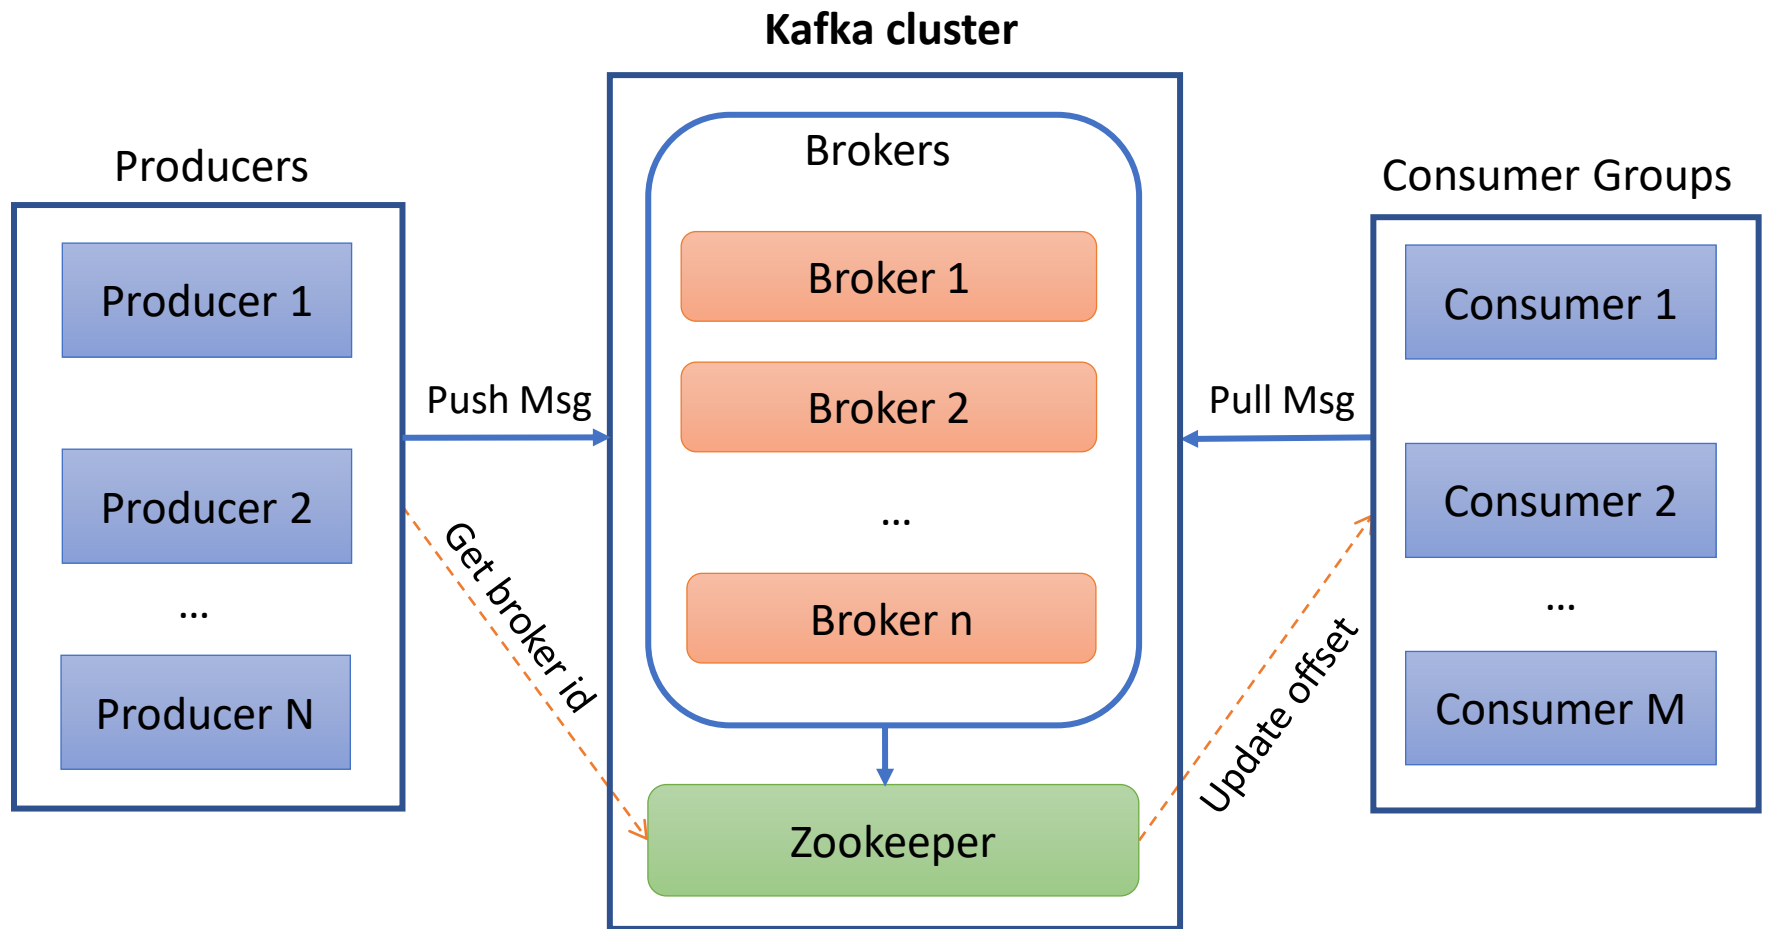 Kafka cluster
Producers
Producer 1
Producer 2
...
Producer N
Push Msg
Get broker id
Brokers
Broker 1
Broker 2
...
Broker n
Zookeeper
Pull Msg
Update offset
Consumer Groups
Consumer 1
Consumer 2
...
Consumer M